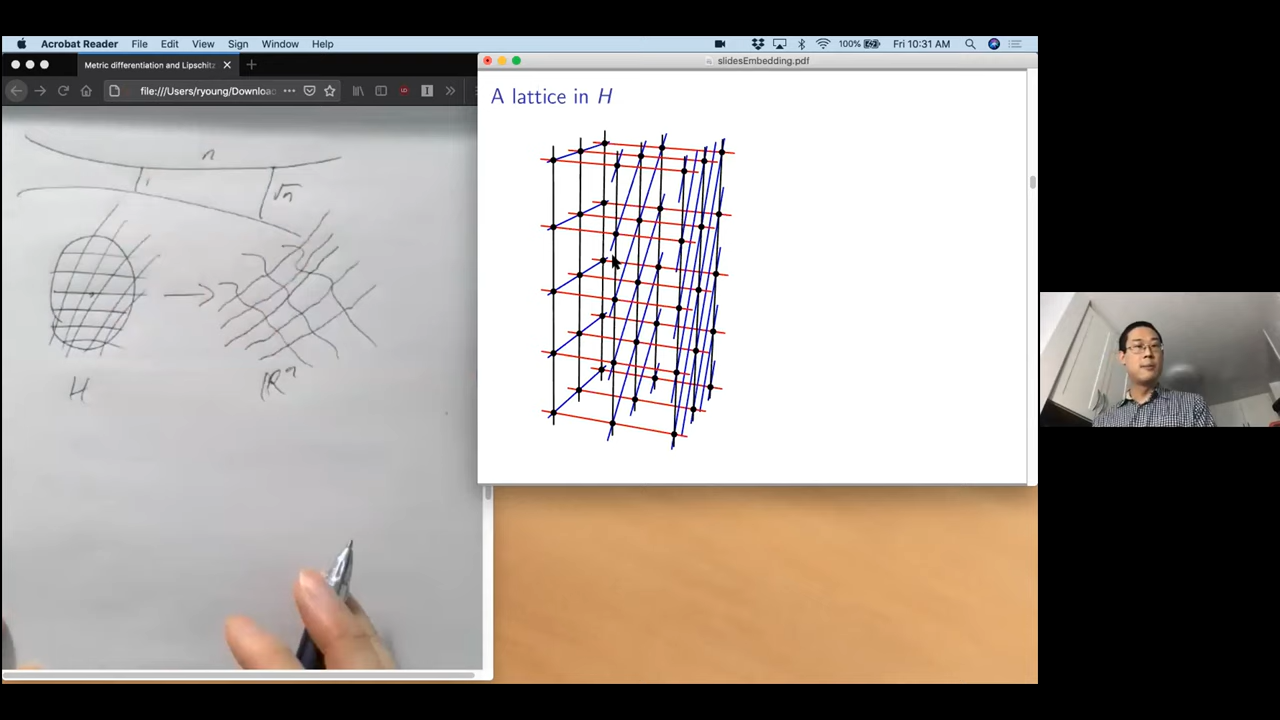 Acrobat Reader File Edit View Sign Window Help
100% Fri 10:31 AM
Metric differentiation and Lipschitz
file:///Users/ryoung/Downloa
slidesEmbedding.pdf
A lattice in H
n
1
√n
H